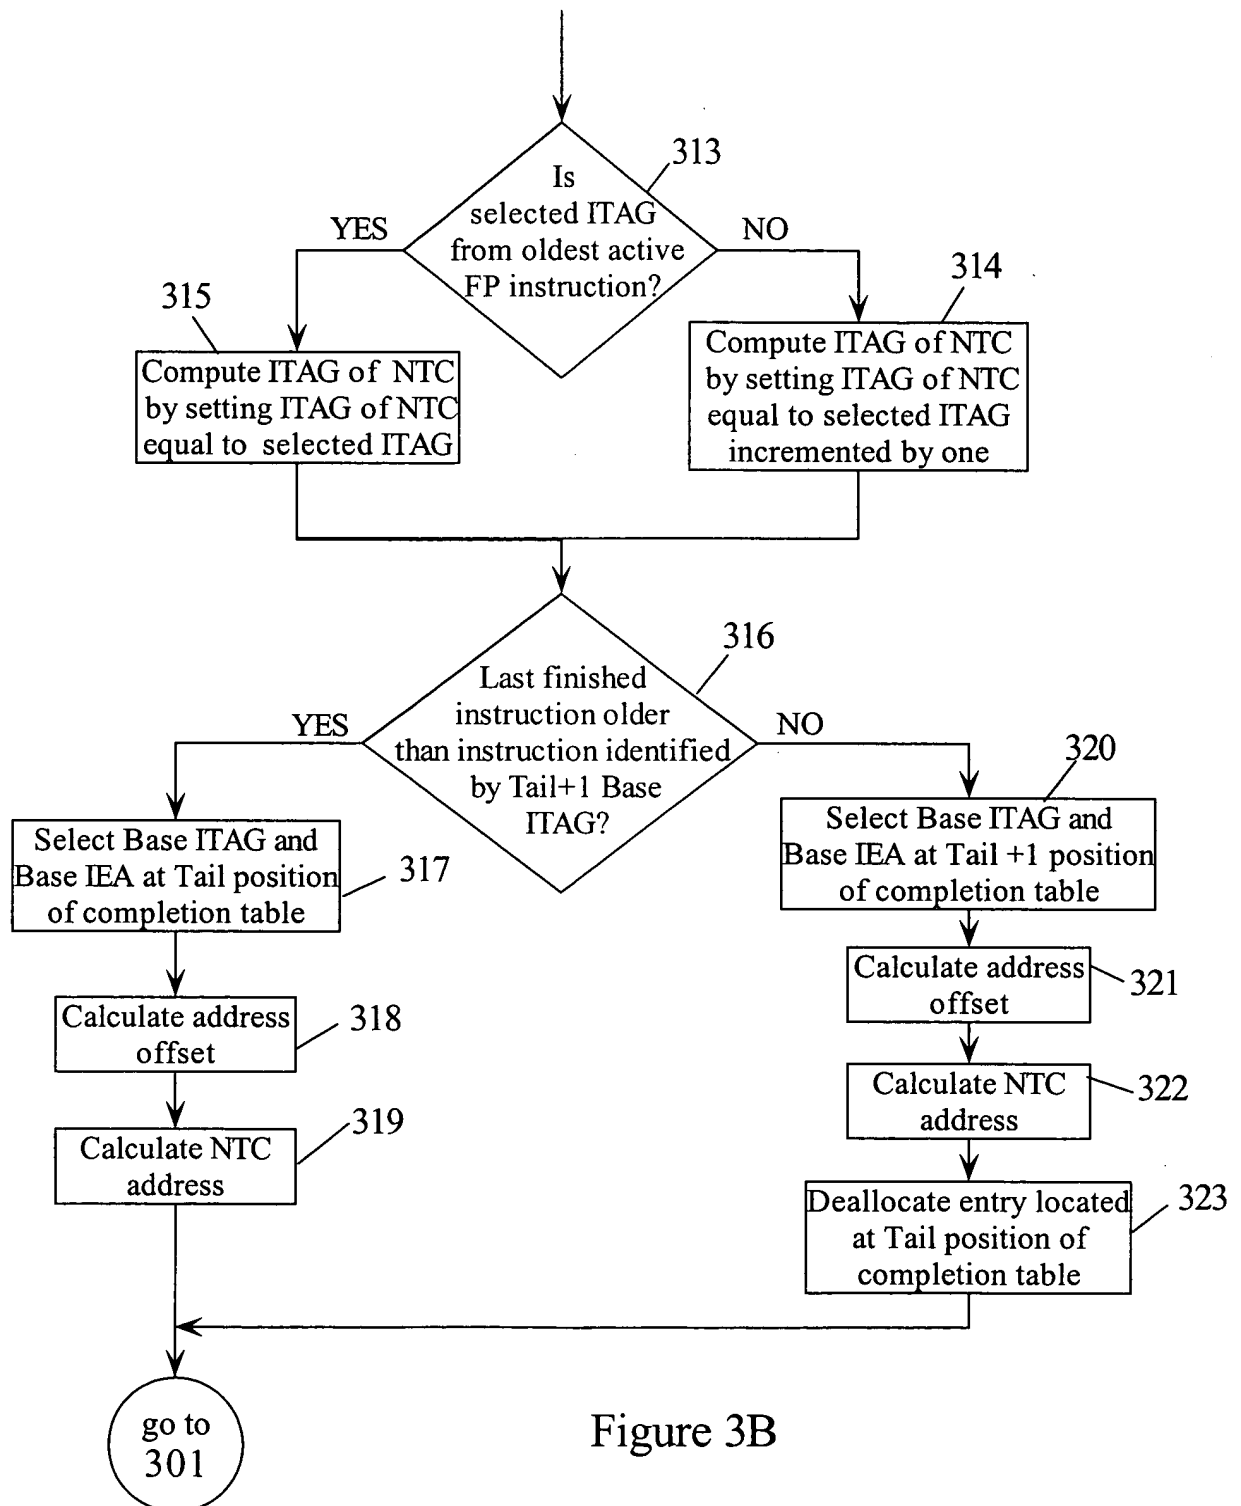 313
Is
selected ITAG
from oldest active
FP instruction?
YES
NO
315
314
Compute ITAG of NTC
by setting ITAG of NTC
equal to selected ITAG
Compute ITAG of NTC
by setting ITAG of NTC
equal to selected ITAG
incremented by one
316
Last finished
instruction older
than instruction identified
by Tail+1 Base
ITAG?
YES
NO
320
Select Base ITAG and
Base IEA at Tail position
of completion table
317
Select Base ITAG and
Base IEA at Tail +1 position
of completion table
Calculate address
offset
318
Calculate address
offset
321
Calculate NTC
address
319
Calculate NTC
address
322
Deallocate entry located
at Tail position of
completion table
323
go to
301
Figure 3B